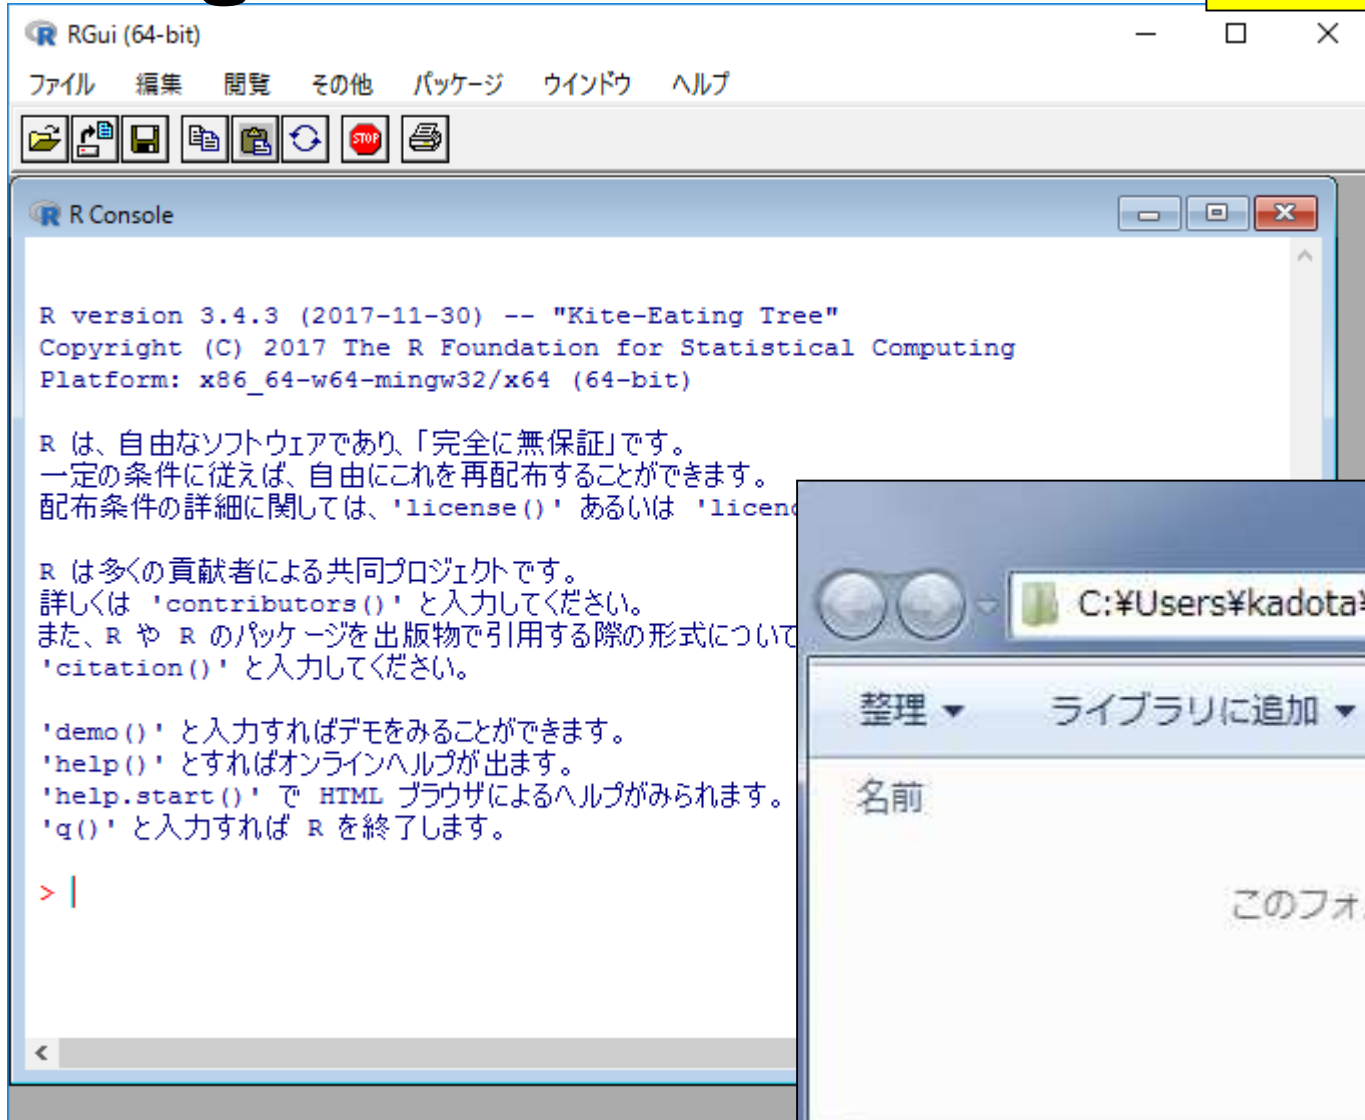 RGui (64-bit)
ファイル 編集 閲覧 その他 パッケージ ウインドウ ヘルプ
STOP
R Console
R version 3.4.3 (2017-11-30) -- "Kite-Eating Tree"
Copyright (C) 2017 The R Foundation for Statistical Computing
Platform: x86_64-w64-mingw32/x64 (64-bit)
R は、自由なソフトウェアであり、「完全に無保証」です。
一定の条件に従えば、自由にこれを再配布することができます。
配布条件の詳細に関しては、'license()' あるいは 'licenc
R は多くの貢献者による共同プロジェクトです。
詳しくは 'contributors()' と入力してください。
また、R や R のパッケージを出版物で引用する際の形式について
'citation()' と入力してください。
'demo()' と入力すればデモをみることができます。
'help()' とすればオンラインヘルプが出ます。
'help.start()' で HTML ブラウザによるヘルプがみられます。
'q()' と入力すれば R を終了します。
>
C:¥Users¥kadota¥
整理 ライブラリに追加
名前
このフォ